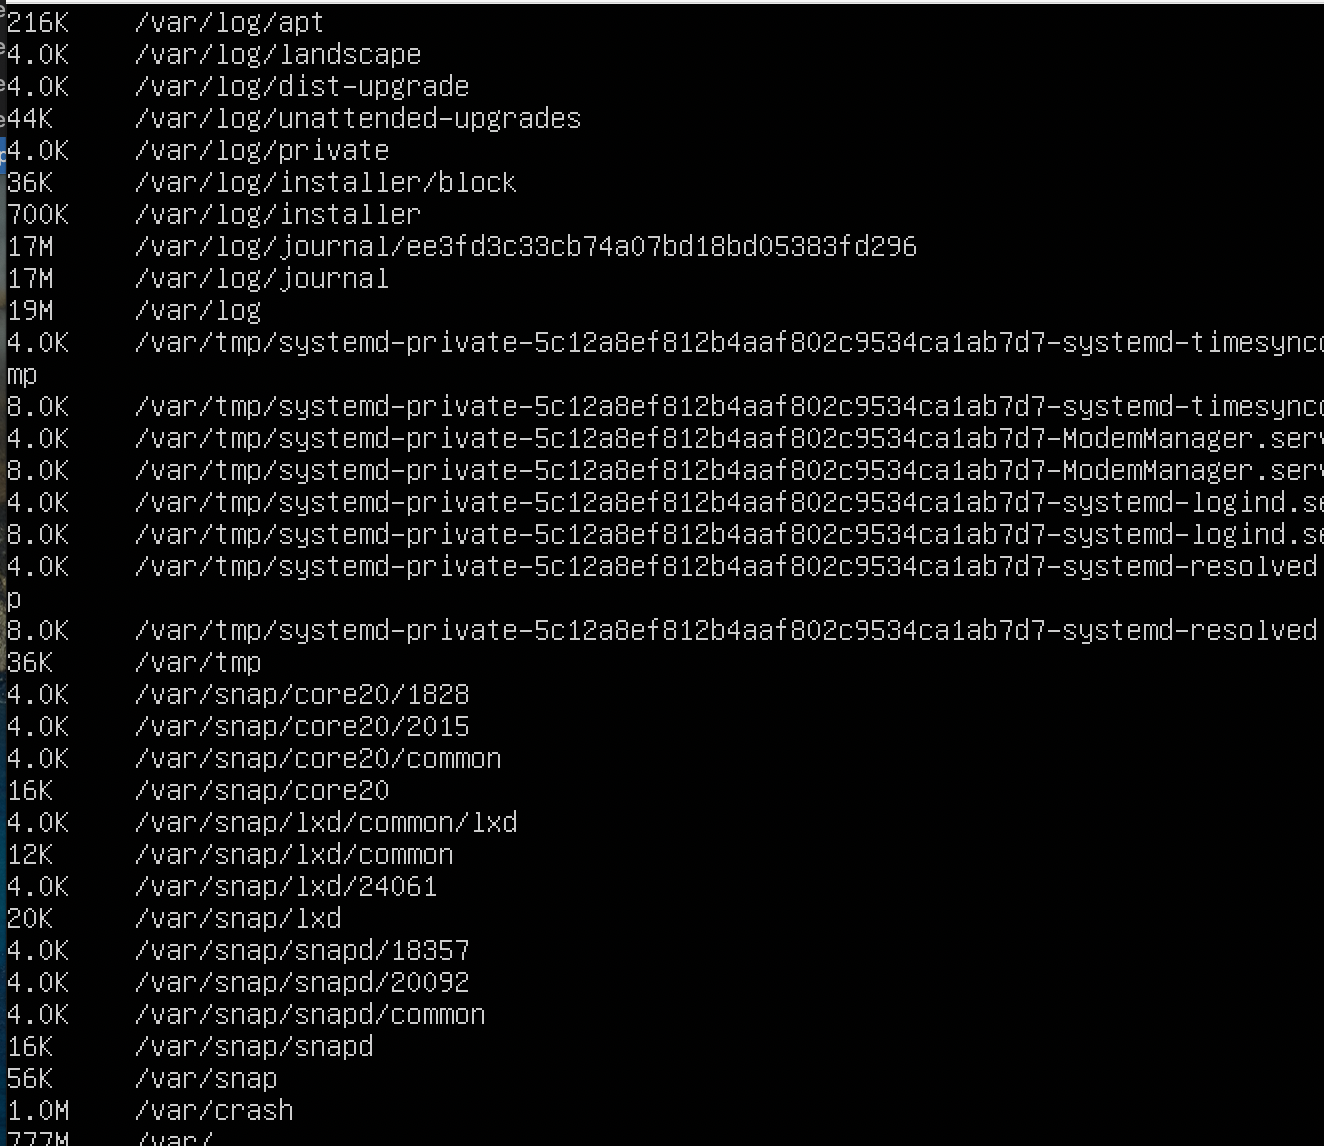 216K /var/log/apt
4.0K /var/log/landscape
4.0K /var/log/dist-upgrade
44K /var/log/unattended-upgrades
4.0K /var/log/private
36K /var/log/installer/block
700K /var/log/installer
17M /var/log/journal/ee3fd3c33cb74a07bd18bd05383fd296
17M /var/log/journal
19M /var/log
4.0K /var/tmp/systemd-private-5c12a8ef812b4aaf802c9534ca1ab7d7-systemd-timesync
mp
8.0K /var/tmp/systemd-private-5c12a8ef812b4aaf802c9534ca1ab7d7-systemd-timesync
4.0K /var/tmp/systemd-private-5c12a8ef812b4aaf802c9534ca1ab7d7-ModemManager.ser
8.0K /var/tmp/systemd-private-5c12a8ef812b4aaf802c9534ca1ab7d7-ModemManager.ser
4.0K /var/tmp/systemd-private-5c12a8ef812b4aaf802c9534ca1ab7d7-systemd-logind.s
8.0K /var/tmp/systemd-private-5c12a8ef812b4aaf802c9534ca1ab7d7-systemd-logind.s
4.0K /var/tmp/systemd-private-5c12a8ef812b4aaf802c9534ca1ab7d7-systemd-resolved
p
8.0K /var/tmp/systemd-private-5c12a8ef812b4aaf802c9534ca1ab7d7-systemd-resolved
36K /var/tmp
4.0K /var/snap/core20/1828
4.0K /var/snap/core20/2015
4.0K /var/snap/core20/common
16K /var/snap/core20
4.0K /var/snap/lxd/common/lxd
12K /var/snap/lxd/common
4.0K /var/snap/lxd/24061
20K /var/snap/lxd
4.0K /var/snap/snapd/18357
4.0K /var/snap/snapd/20092
4.0K /var/snap/snapd/common
16K /var/snap/snapd
56K /var/snap
1.0M /var/crash
777M /var/